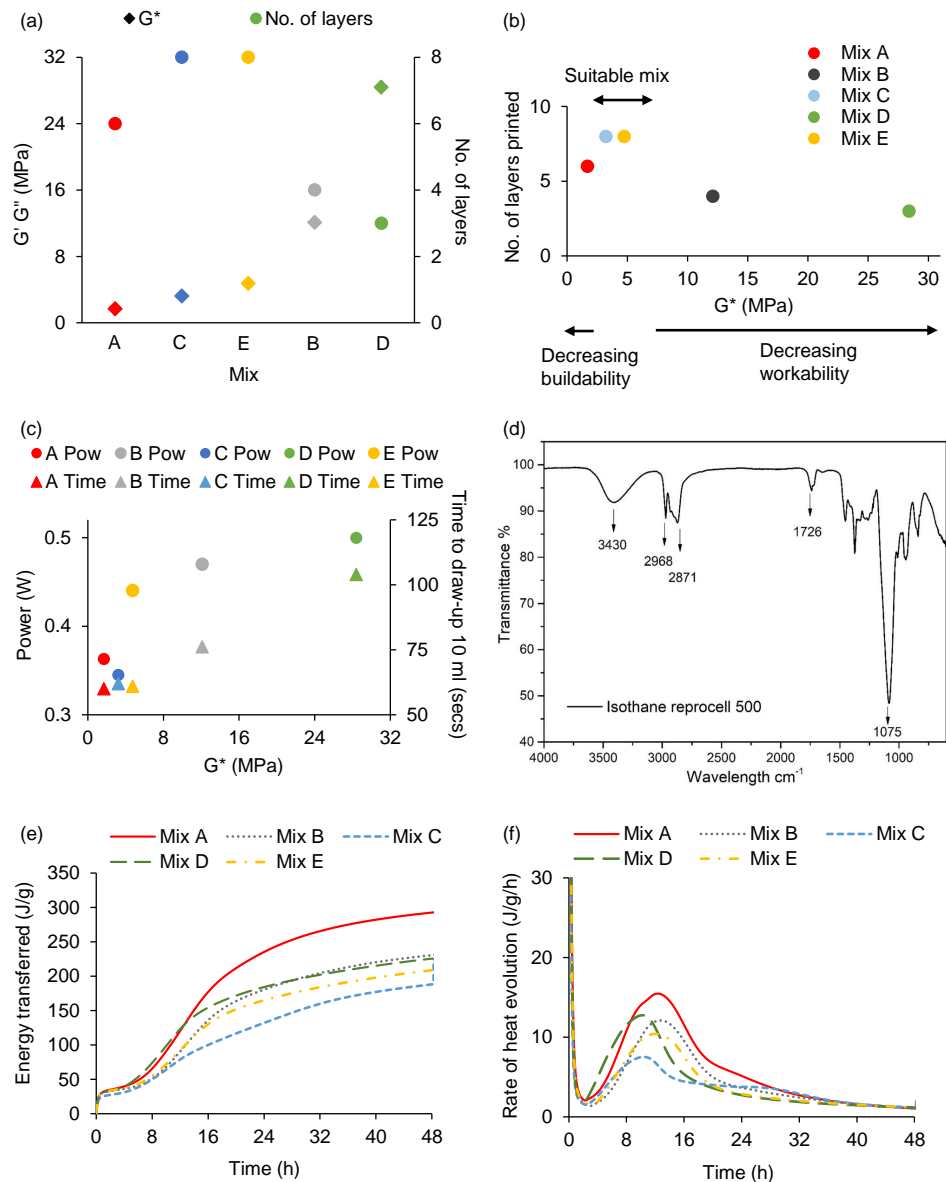 (a)
G*
No. of layers
32
24
16
8
0
G' G'' (MPa)
8
6
4
2
0
No. of layers
A C E B D
Mix
(b)
Mix A
Mix B
Mix C
Mix D
Mix E
Suitable mix
10
5
0
No. of layers printed
0 5 10 15 20 25 30
G* (MPa)
Decreasing
buildability
Decreasing
workability
(c)
A Pow B Pow C Pow D Pow E Pow
A Time B Time C Time D Time E Time
0.5
0.4
0.3
Power (W)
125
100
75
50
Time to draw-up 10 ml (secs)
0 8 16 24 32
G* (MPa)
(d)
100
90
80
70
60
50
40
Transmittance %
3430
2968
2871
1726
1075
Isothane reprocell 500
4000 3500 3000 2500 2000 1500 1000
Wavelength cm-1
(e)
Mix A Mix B Mix C
Mix D Mix E
350
300
250
200
150
100
50
0
Energy transferred (J/g)
0 8 16 24 32 40 48
Time (h)
(f)
Mix A Mix B Mix C
Mix D Mix E
30
20
10
0
Rate of heat evolution (J/g/h)
0 8 16 24 32 40 48
Time (h)